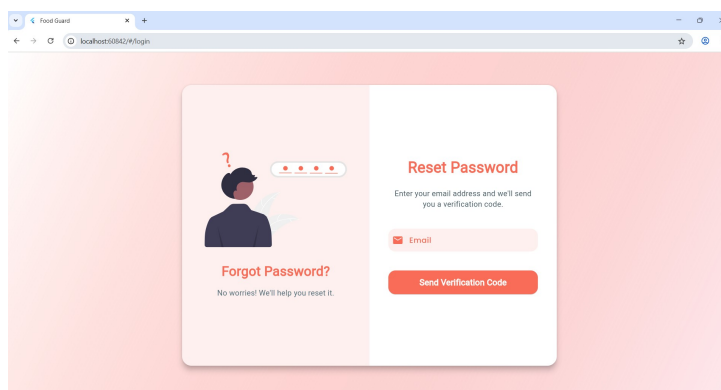 Food Guard
localhost:60842/#/login
?
Forgot Password?
No worries! We'll help you reset it.
Reset Password
Enter your email address and we'll send
you a verification code.
Email
Send Verification Code